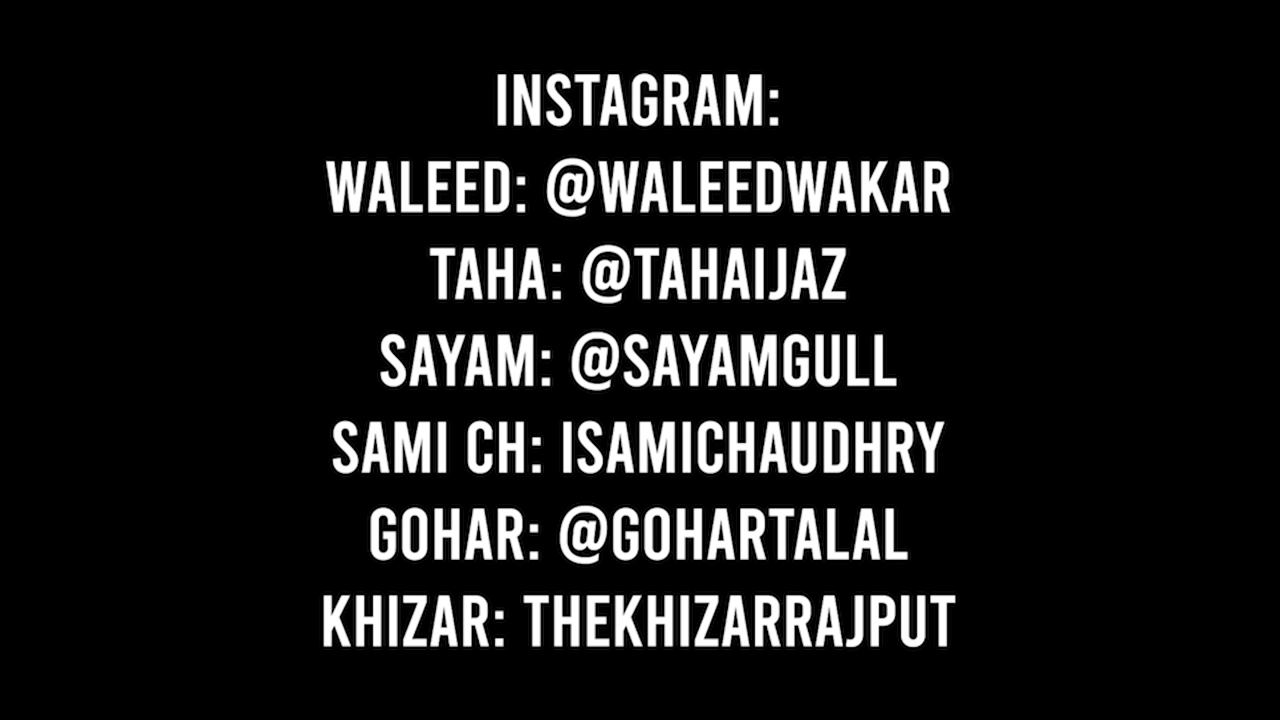 INSTAGRAM:
WALEED: @WALEEDWAKAR
TAHA: @TAHAIJAZ
SAYAM: @SAYAMGULL
SAMI CH: ISAMICHAUDHRY
GOHAR: @GOHARTALAL
KHIZAR: THEKHIZARRAJPUT